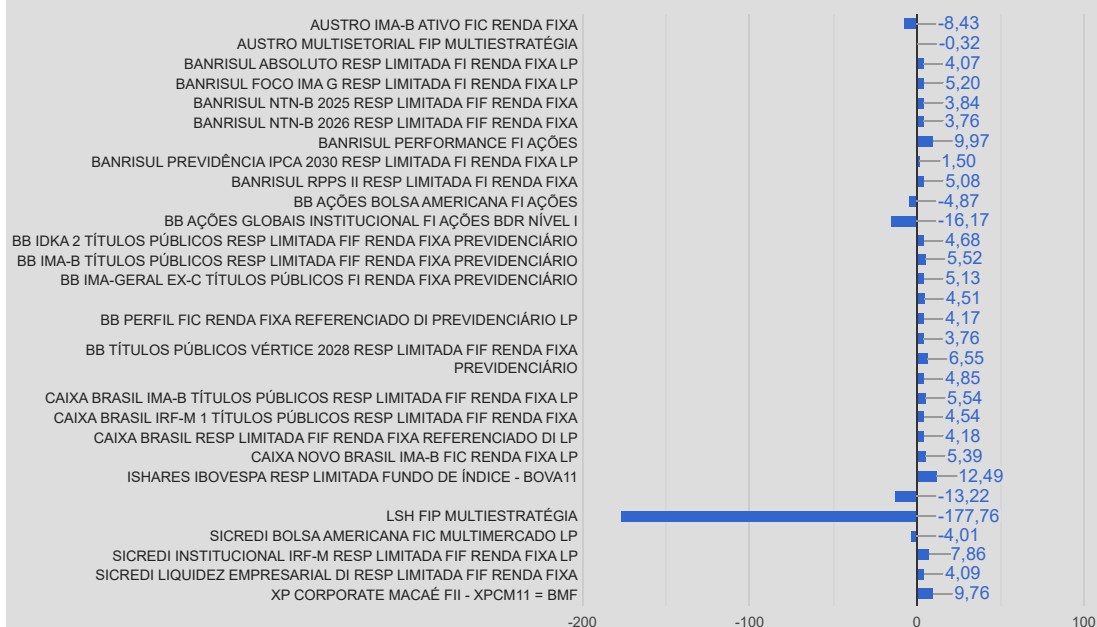 AUSTRO IMA-B ATIVO FIC RENDA FIXA -8,43
AUSTRO MULTISETORIAL FIP MULTIESTRATÉGIA -0,32
BANRISUL ABSOLUTO RESP LIMITADA FI RENDA FIXA LP 4,07
BANRISUL FOCO IMA G RESP LIMITADA FI RENDA FIXA LP 5,20
BANRISUL NTN-B 2025 RESP LIMITADA FIF RENDA FIXA 3,84
BANRISUL NTN-B 2026 RESP LIMITADA FIF RENDA FIXA 3,76
BANRISUL PERFORMANCE FI AÇÕES 9,97
BANRISUL PREVIDÊNCIA IPCA 2030 RESP LIMITADA FI RENDA FIXA LP 1,50
BANRISUL RPPS II RESP LIMITADA FI RENDA FIXA 5,08
BB AÇÕES BOLSA AMERICANA FI AÇÕES -4,87
BB AÇÕES GLOBAIS INSTITUCIONAL FI AÇÕES BDR NÍVEL I -16,17
BB IDKA 2 TÍTULOS PÚBLICOS RESP LIMITADA FIF RENDA FIXA PREVIDENCIÁRIO 4,68
BB IMA-B TÍTULOS PÚBLICOS RESP LIMITADA FIF RENDA FIXA PREVIDENCIÁRIO 5,52
BB IMA-GERAL EX-C TÍTULOS PÚBLICOS FI RENDA FIXA PREVIDENCIÁRIO 5,13
4,51
BB PERFIL FIC RENDA FIXA REFERENCIADO DI PREVIDENCIÁRIO LP 4,17
3,76
BB TÍTULOS PÚBLICOS VÉRTICE 2028 RESP LIMITADA FIF RENDA FIXA
PREVIDENCIÁRIO 6,55
4,85
CAIXA BRASIL IMA-B TÍTULOS PÚBLICOS RESP LIMITADA FIF RENDA FIXA LP 5,54
CAIXA BRASIL IRF-M 1 TÍTULOS PÚBLICOS RESP LIMITADA FIF RENDA FIXA 4,54
CAIXA BRASIL RESP LIMITADA FIF RENDA FIXA REFERENCIADO DI LP 4,18
CAIXA NOVO BRASIL IMA-B FIC RENDA FIXA LP 5,39
ISHARES IBOVESPA RESP LIMITADA FUNDO DE ÍNDICE - BOVA11 12,49
-13,22
LSH FIP MULTIESTRATÉGIA -177,76
SICREDI BOLSA AMERICANA FIC MULTIMERCADO LP -4,01
SICREDI INSTITUCIONAL IRF-M RESP LIMITADA FIF RENDA FIXA LP 7,86
SICREDI LIQUIDEZ EMPRESARIAL DI RESP LIMITADA FIF RENDA FIXA 4,09
XP CORPORATE MACAÉ FII - XPCM11 = BMF 9,76
-200 -100 0 100